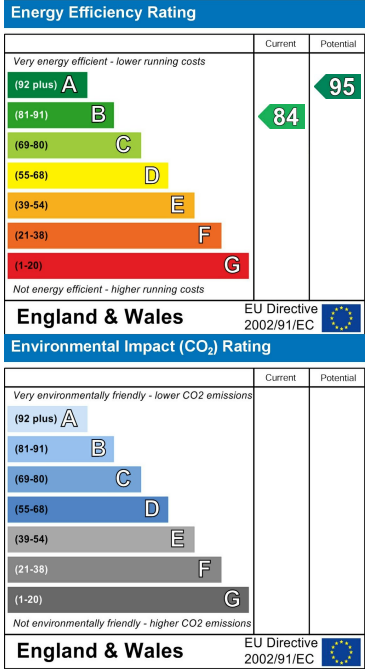 Energy Efficiency Rating
Current Potential
Very energy efficient - lower running costs
(92 plus) A
95
(81-91) B
84
(69-80) C
(55-68) D
(39-54) E
(21-38) F
(1-20) G
Not energy efficient - higher running costs
England & Wales
EU Directive
2002/91/EC
Environmental Impact (CO₂) Rating
Current Potential
Very environmentally friendly - lower CO2 emissions
(92 plus) A
(81-91) B
(69-80) C
(55-68) D
(39-54) E
(21-38) F
(1-20) G
Not environmentally friendly - higher CO2 emissions
England & Wales
EU Directive
2002/91/EC